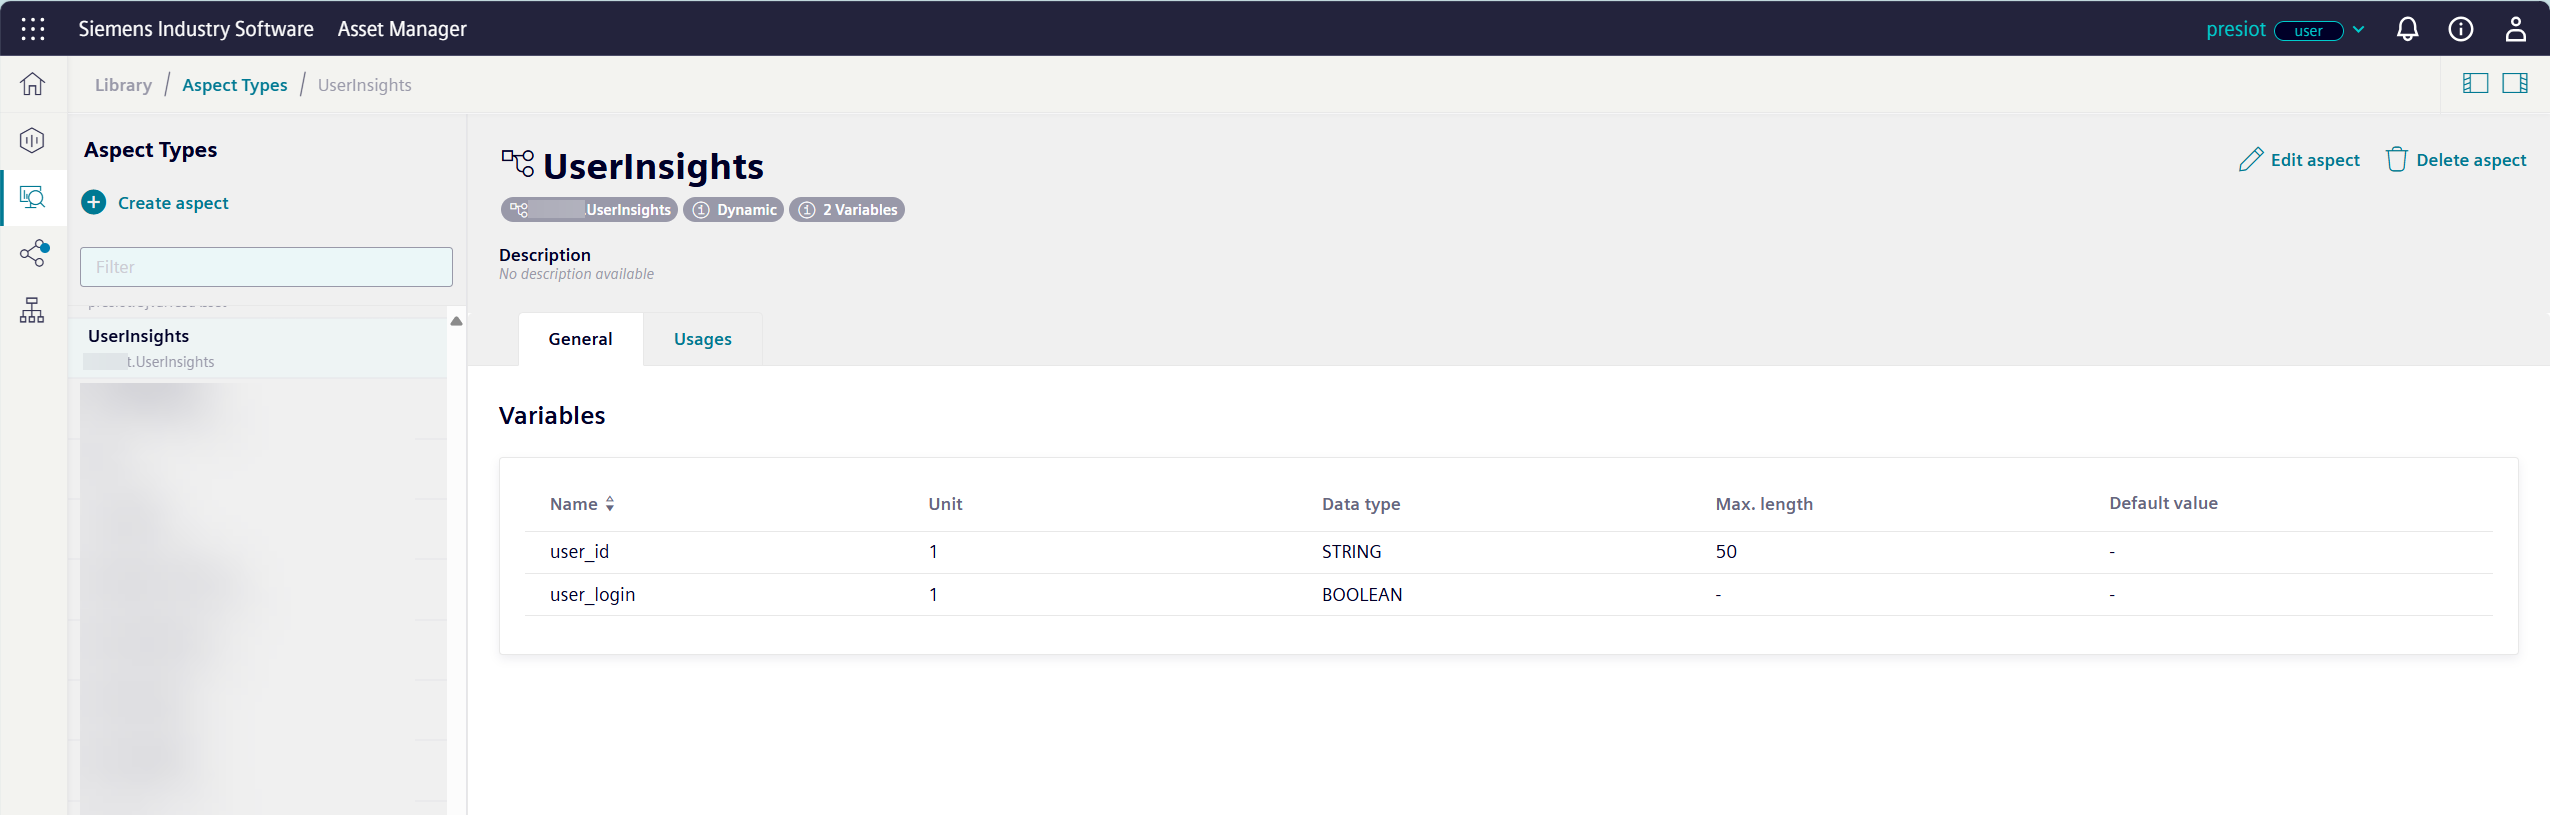 Siemens Industry Software Asset Manager
presiot user
Library / Aspect Types / UserInsights
Aspect Types
Create aspect
Filter
UserInsights
t.UserInsights
UserInsights
Edit aspect
Delete aspect
.UserInsights
Dynamic
2 Variables
Description
No description available
General Usages
Variables
Name Unit Data type Max. length Default value
user_id 1 STRING 50 -
user_login 1 BOOLEAN - -